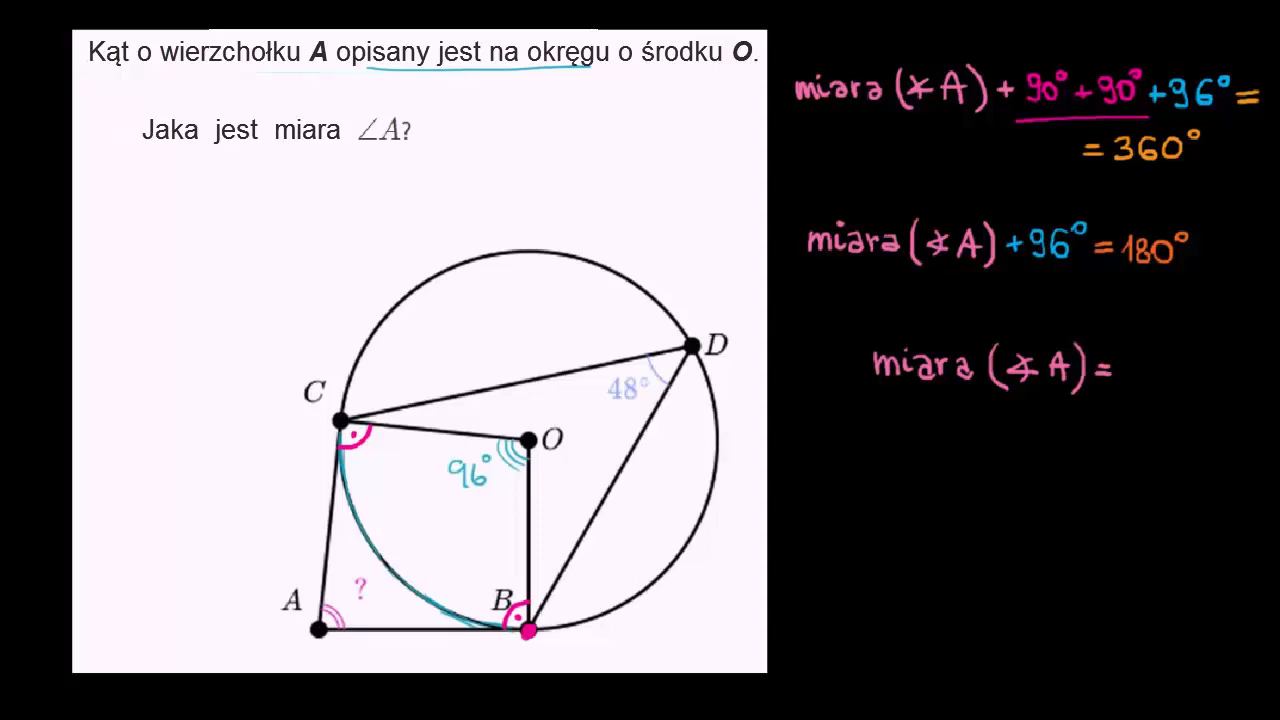 Kąt o wierzchołku A opisany jest na okręgu o środku O.
Jaka jest miara ∠A?
miara (∢A) + 90° + 90° + 96° =
= 360°
miara (∢A) + 96° = 180°
miara (∢A) =
D
C
48°
O
96°
?
A
B